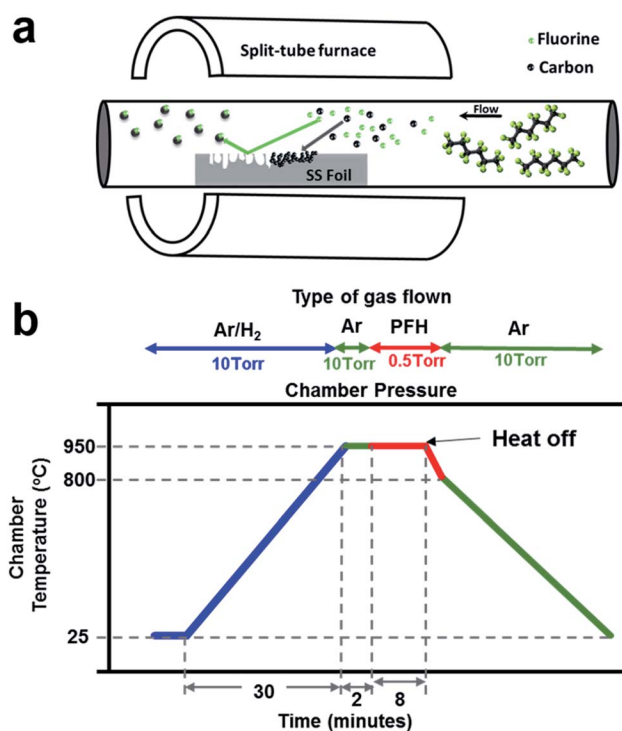 a
Split-tube furnace
Fluorine
Carbon
Flow
SS Foil
b
Type of gas flown
Ar/H₂ Ar PFH Ar
10Torr 10Torr 0.5Torr 10Torr
Chamber Pressure
950
Heat off
800
Chamber
Temperature (°C)
25
30 2 8
Time (minutes)